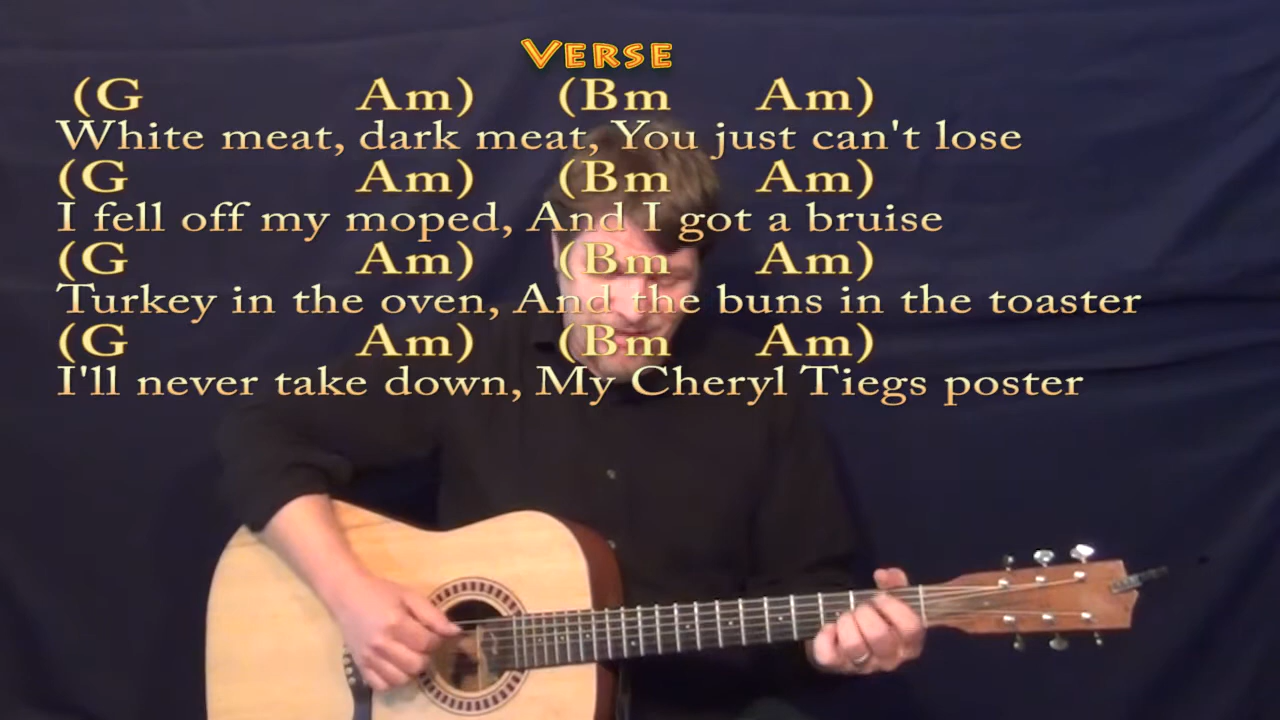 VERSE
(G Am) (Bm Am)
White meat, dark meat, You just can't lose
(G Am) (Bm Am)
I fell off my moped, And I got a bruise
(G Am) (Bm Am)
Turkey in the oven, And the buns in the toaster
(G Am) (Bm Am)
I'll never take down, My Cheryl Tiegs poster